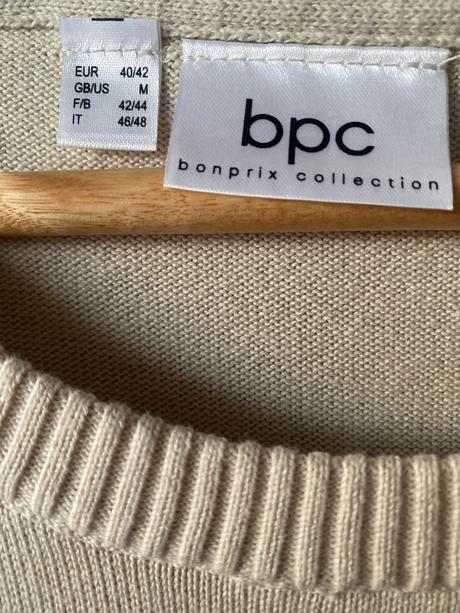 EUR 40/42
GB/US M
F/B 42/44
IT 46/48
bpc
bonprix collection